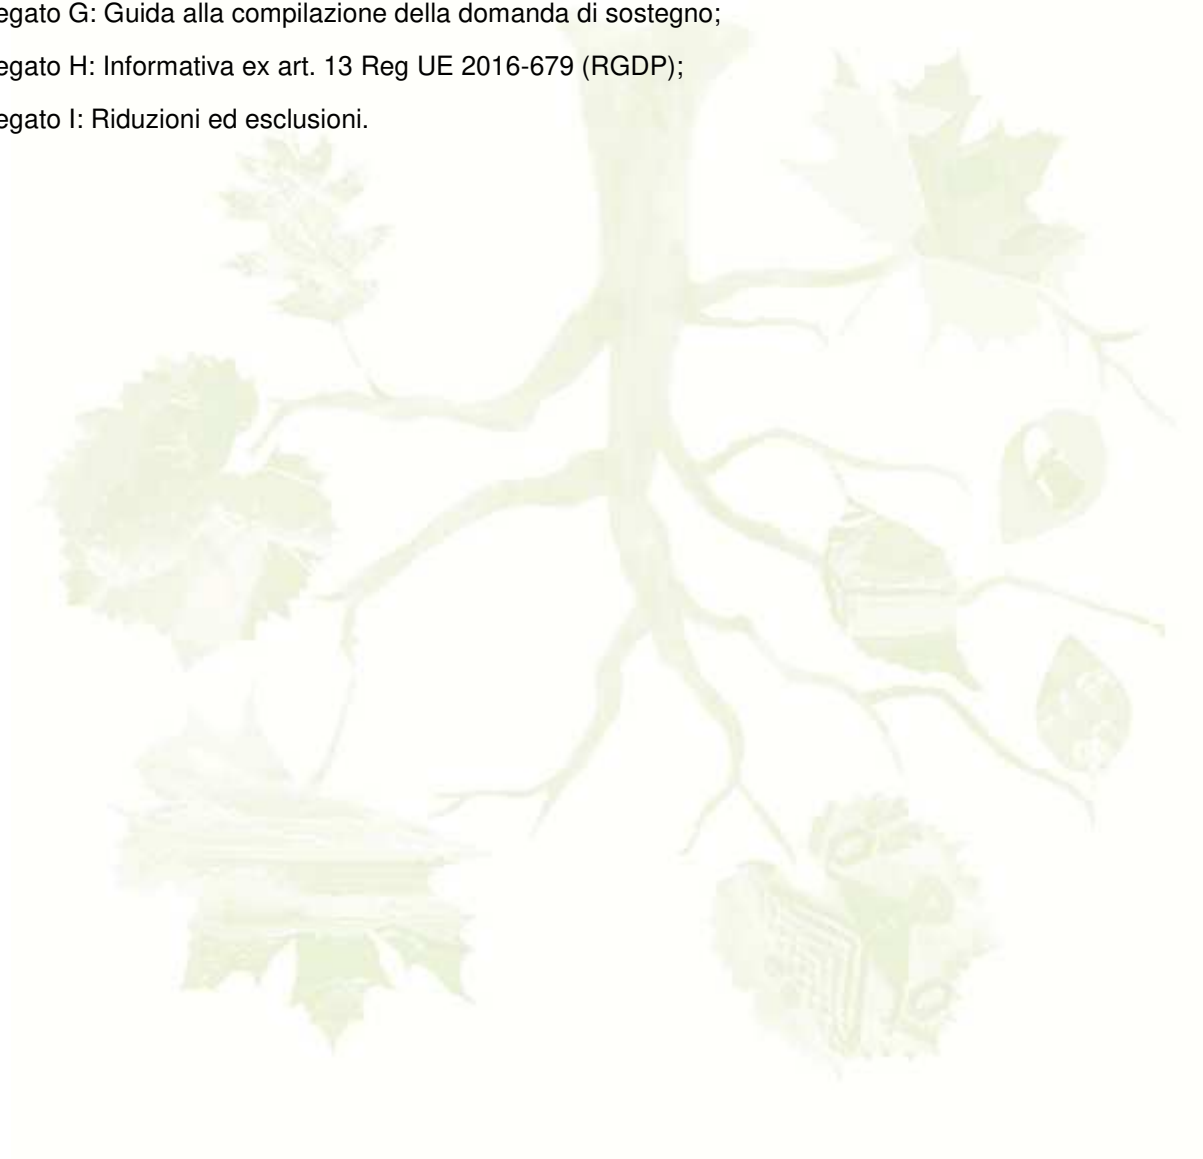 egato G: Guida alla compilazione della domanda di sostegno;
egato H: Informativa ex art. 13 Reg UE 2016-679 (RGDP);
egato I: Riduzioni ed esclusioni.